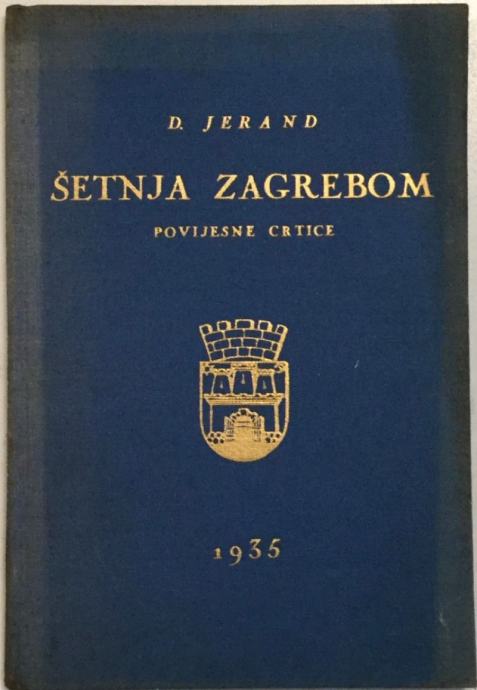 D. JERAND
ŠETNJA ZAGREBOM
POVIJESNE CRTICE
1935